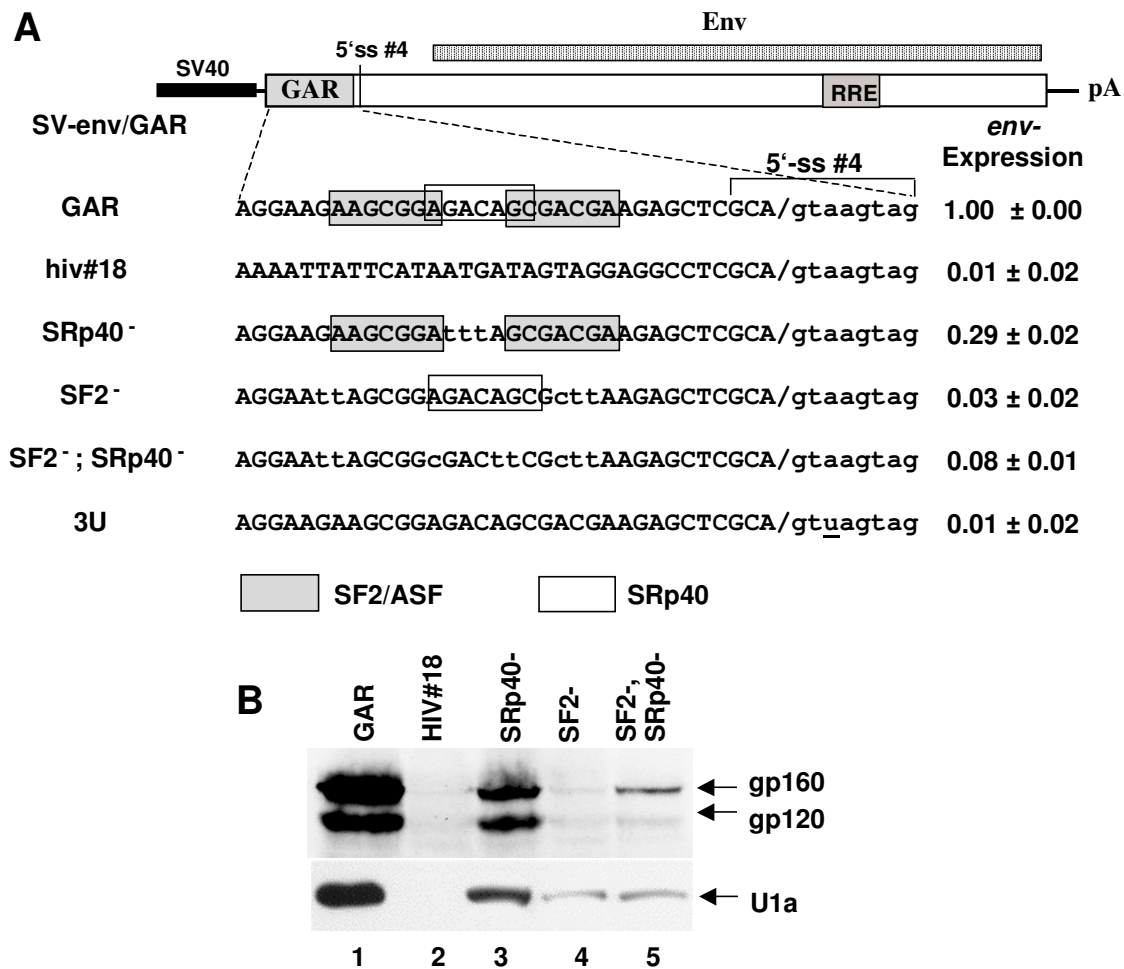 A
Env
5‘ss #4
SV40
GAR
RRE
pA
SV-env/GAR
env-
Expression
5‘-ss #4
GAR AGGAAGAAGCGGAGACAGCGACGAAGAGCTCGCA/gtaagtag 1.00 ± 0.00
hiv#18 AAAATTATTCATAATGATAGTAGGAGGCCTCGCA/gtaagtag 0.01 ± 0.02
SRp40- AGGAAGAAGCGGAtttAGCGACGAAGAGCTCGCA/gtaagtag 0.29 ± 0.02
SF2- AGGAAttAGCGGAGACAGCGcttAAGAGCTCGCA/gtaagtag 0.03 ± 0.02
SF2-; SRp40- AGGAAttAGCGGcGACttCGcttAAGAGCTCGCA/gtaagtag 0.08 ± 0.01
3U AGGAAGAAGCGGAGACAGCGACGAAGAGCTCGCA/gtuagtag 0.01 ± 0.02
SF2/ASF
SRp40
B
GAR
HIV#18
SRp40-
SF2-
SF2-,
SRp40-
gp160
gp120
U1a
1 2 3 4 5